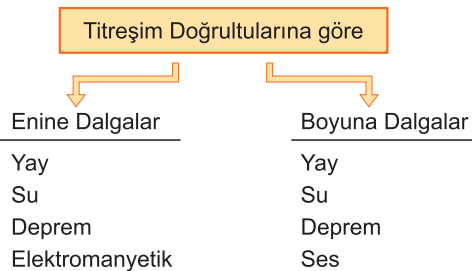 Titreşim Doğrultularına göre
Enine Dalgalar
Yay
Su
Deprem
Elektromanyetik
Boyuna Dalgalar
Yay
Su
Deprem
Ses